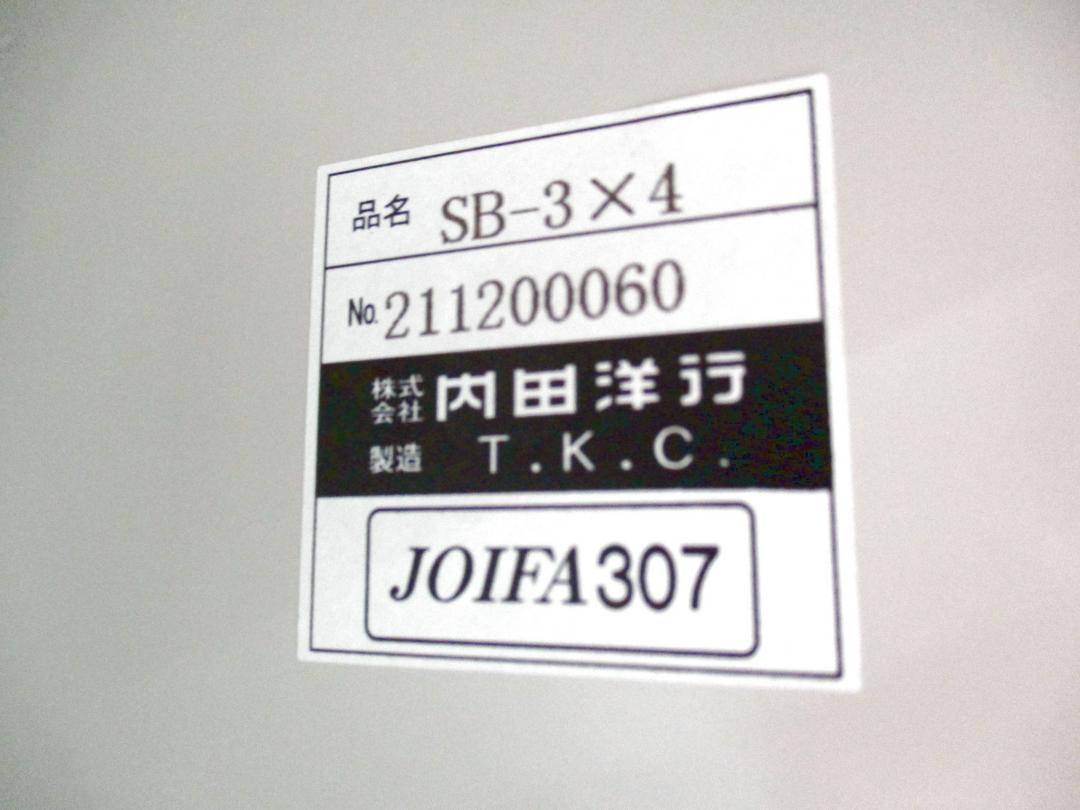 品名 SB-3×4
No. 211200060
株式会社 内田洋行
製造 T.K.C.
JOIFA307